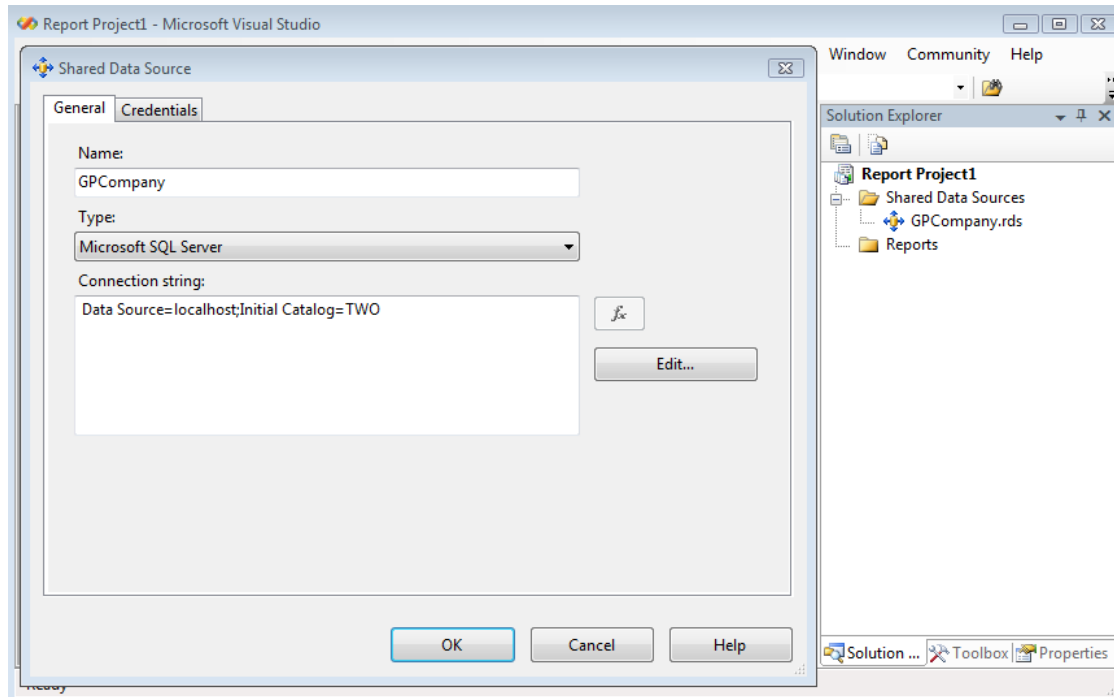 Report Project1 - Microsoft Visual Studio
Window Community Help
Shared Data Source
General Credentials
Name:
GPCompany
Type:
Microsoft SQL Server
Connection string:
Data Source=localhost;Initial Catalog=TWO
fx
Edit...
OK Cancel Help
Solution Explorer
Report Project1
Shared Data Sources
GPCompany.rds
Reports
Solution ... Toolbox Properties
Ready